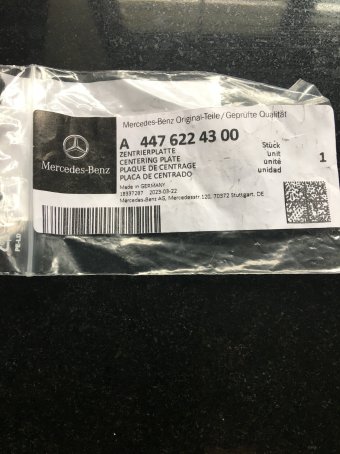 Mercedes-Benz Original-Teile / Geprüfte Qualität
Mercedes-Benz
A 447 622 43 00
ZENTRIERPLATTE
CENTERING PLATE
PLAQUE DE CENTRAGE
PLACA DE CENTRADO
Stück
unit
unité
unidad
1
Made in GERMANY
2023-03-22
Mercedes-Benz AG, Mercedesstr. 120, 70372 Stuttgart, DE